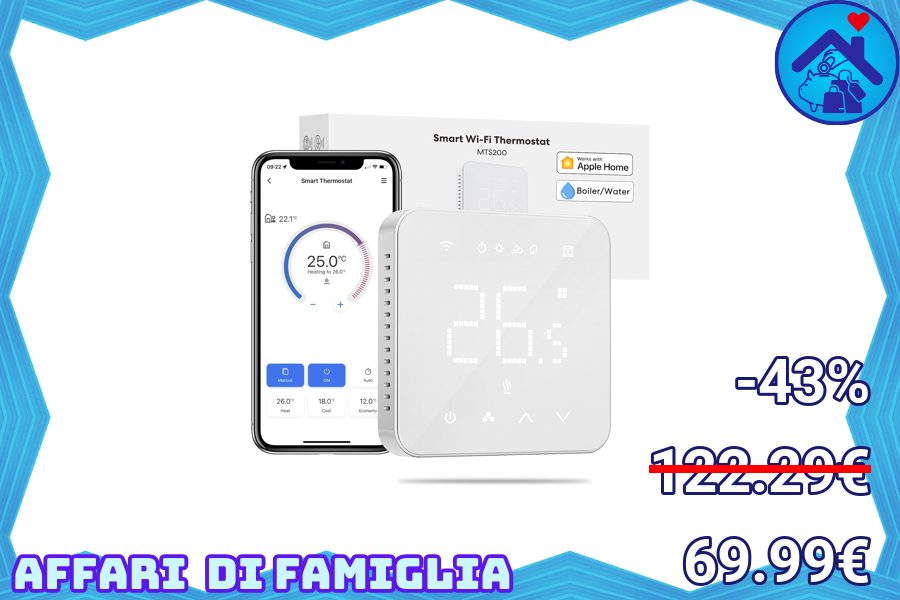 Smart Wi-Fi Thermostat
MTS200
Works with
Apple Home
Boiler/Water
09:22
Smart Thermostat
22.1°C
25.0°C
Heating to 26.0°C
Manual
ON
Auto
26.0°C
18.0°C
12.0°C
Heat
Cool
Economy
26.5
-43%
122.29€
69.99€
AFFARI DI FAMIGLIA